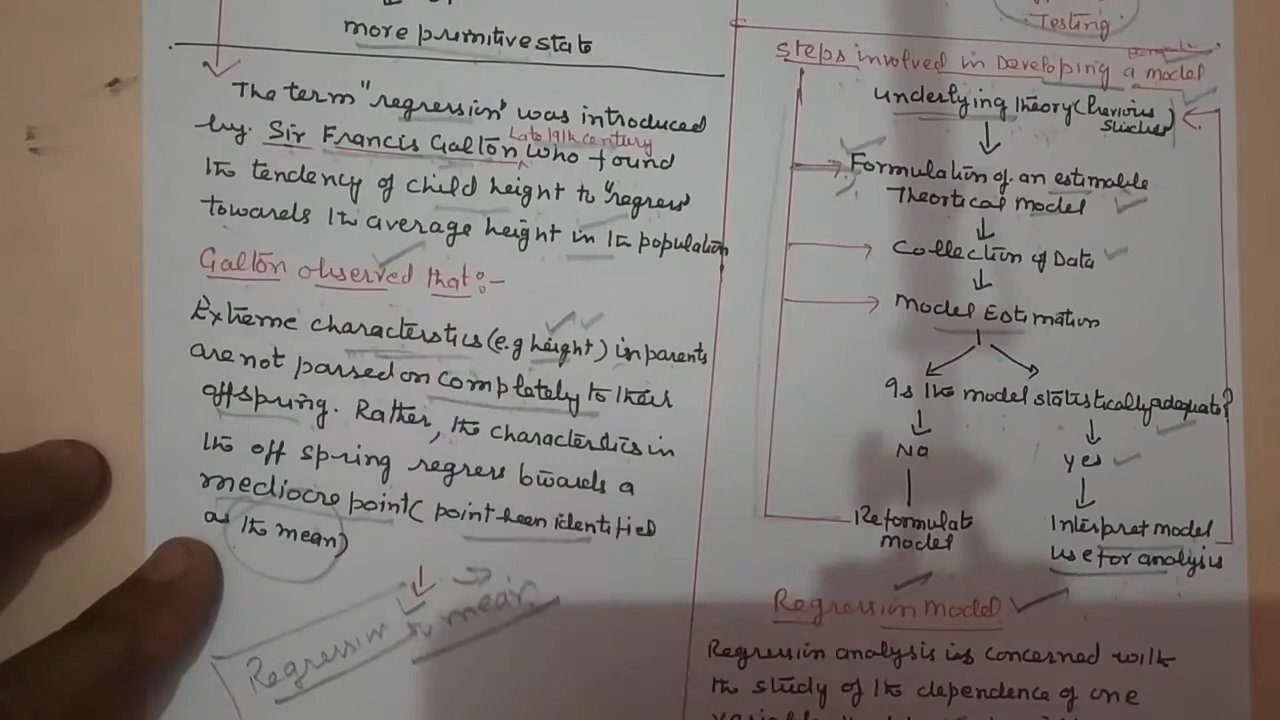 more primitive state
The term "regression" was introduced
by. Sir Francis Galton who found
Late 19th century
the tendency of child height to "regress"
towards the average height in the population
Galton observed that:-
Extreme characterstics (e.g height) in parents
are not passed on completely to their
offspring. Rather, the characterstics in
the off spring regress towards a
mediocre point (point been identified
as the mean)
Regression to mean
Testing
Steps involved in Developing a model
underlying theory (Previous
Formulation of an estimable
Theortical model
Collection of Data
Model Estimation
Is the model statistically adequate?
No
yes
Reformulat
model
Interpret model
use for analysis
Regression model
Regression analysis is concerned with
the study of the dependence of one